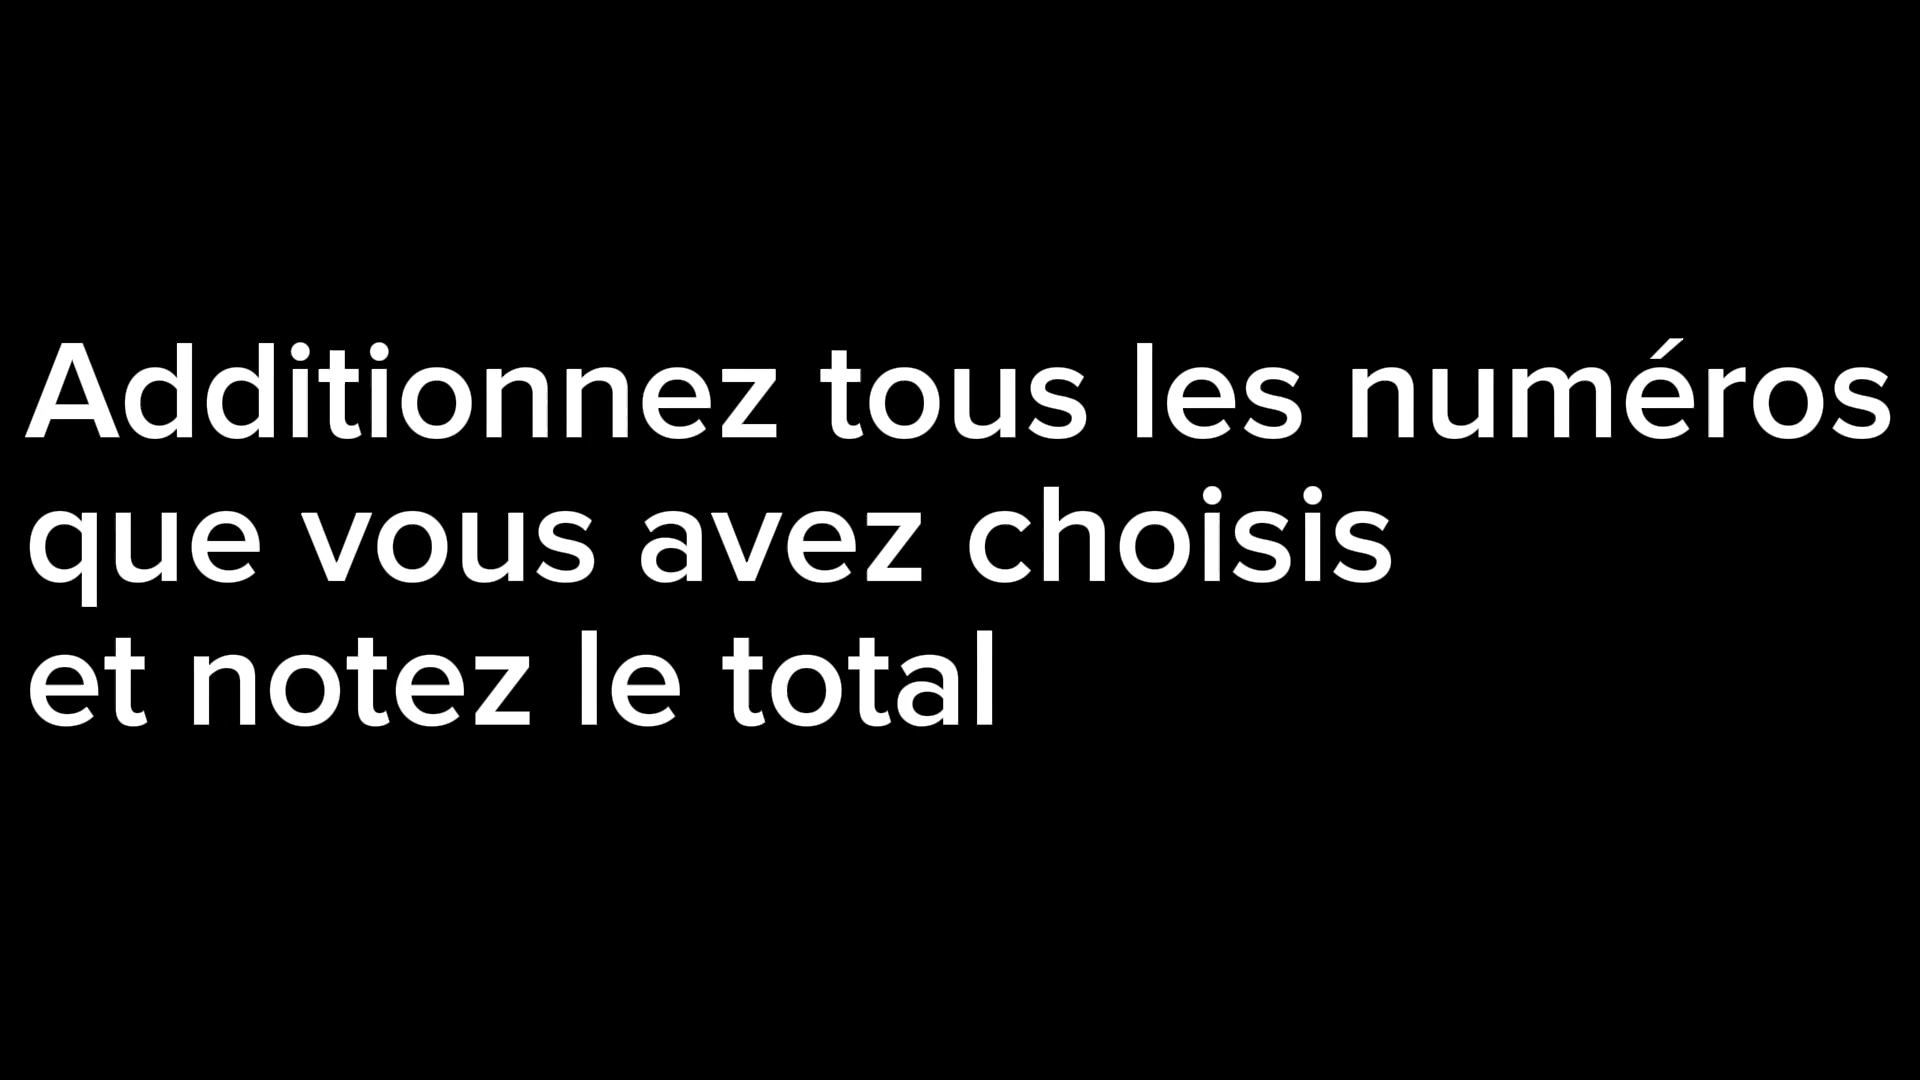 Additionnez tous les numéros
que vous avez choisis
et notez le total